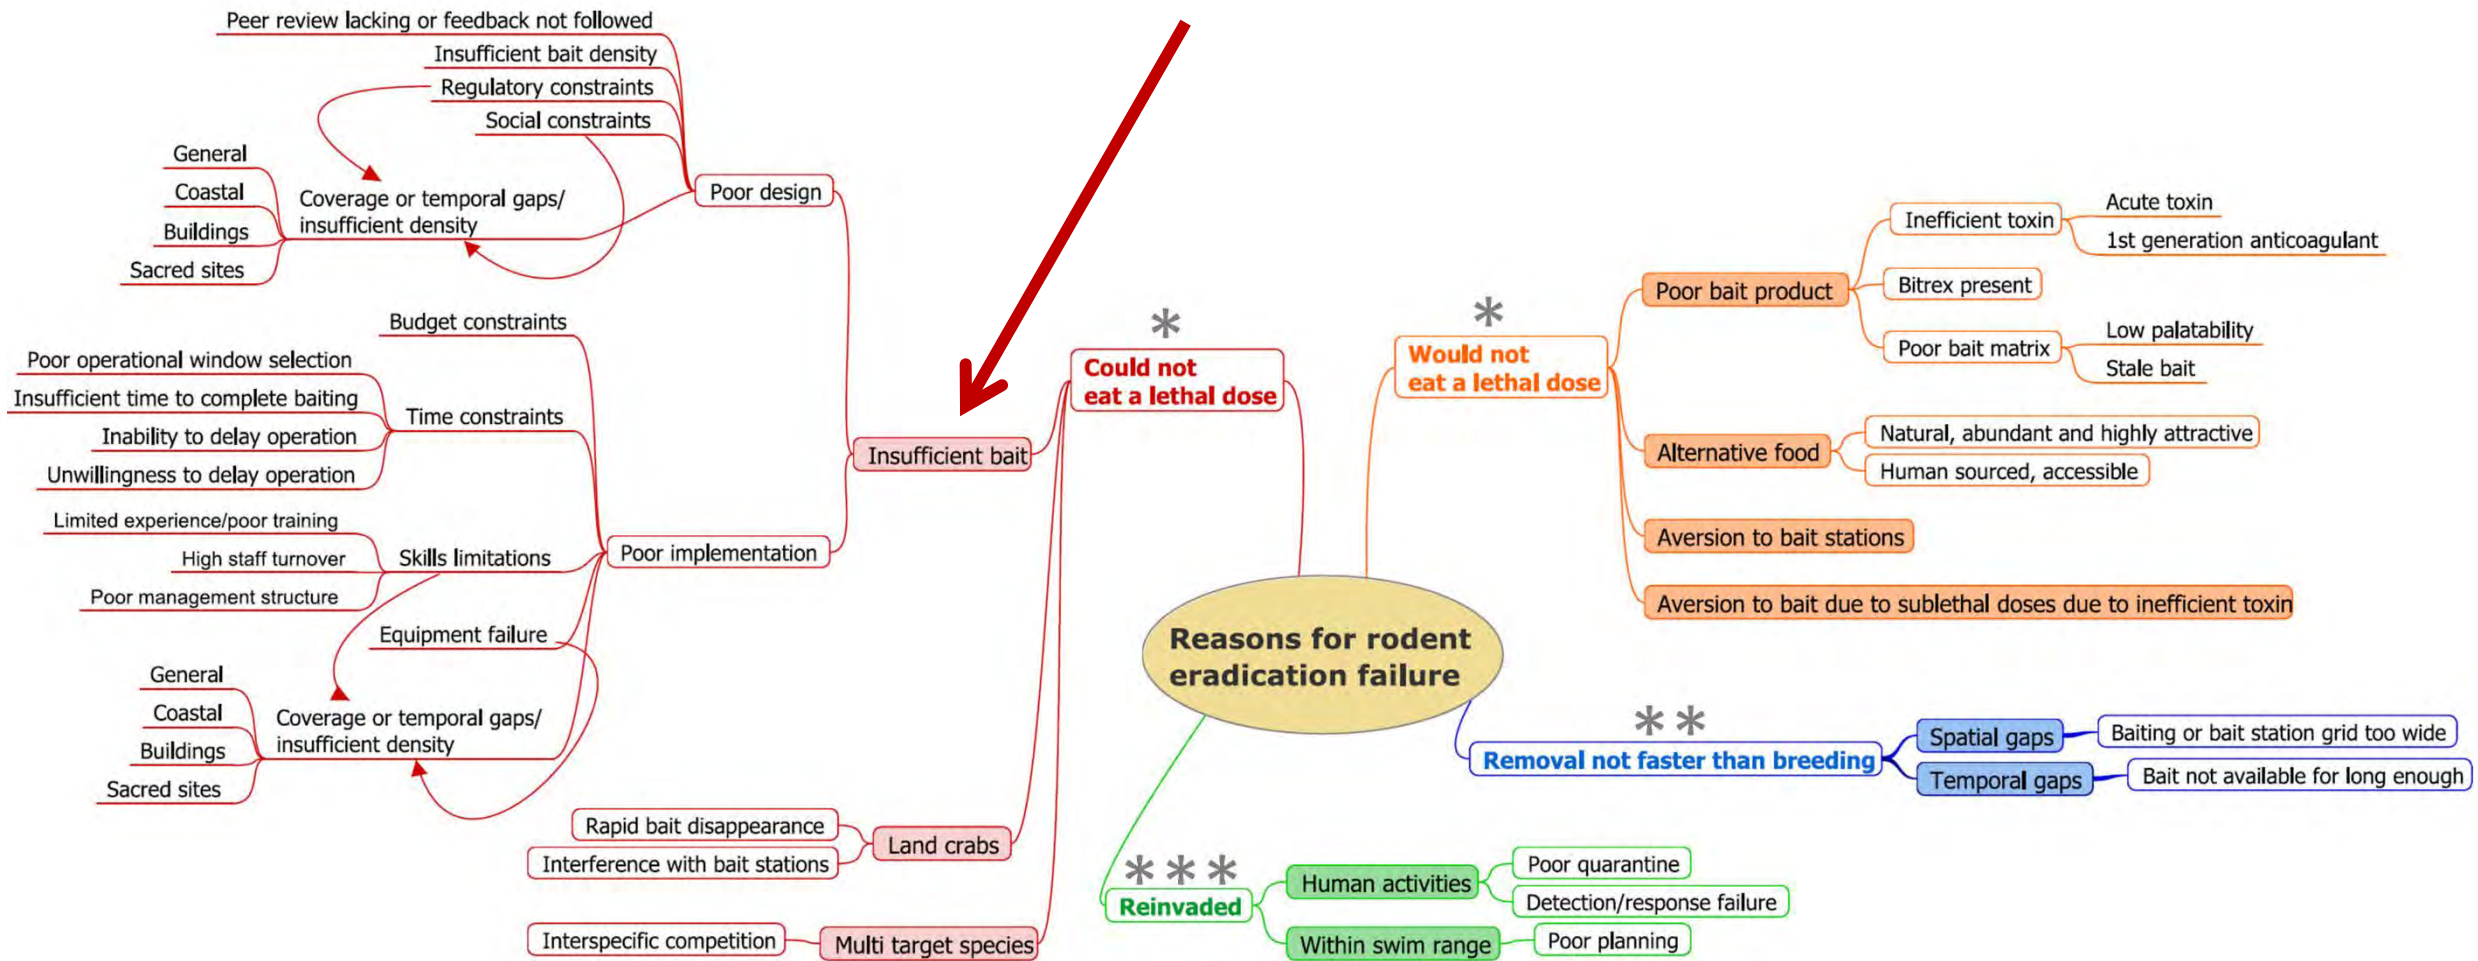 Peer review lacking or feedback not followed
Insufficient bait density
Regulatory constraints
Social constraints
General
Coastal
Buildings
Sacred sites
Coverage or temporal gaps/
insufficient density
Poor design
Budget constraints
Poor operational window selection
Insufficient time to complete baiting
Inability to delay operation
Unwillingness to delay operation
Time constraints
Limited experience/poor training
High staff turnover
Poor management structure
Skills limitations
Equipment failure
General
Coastal
Buildings
Sacred sites
Coverage or temporal gaps/
insufficient density
Poor implementation
Insufficient bait
Rapid bait disappearance
Interference with bait stations
Land crabs
Interspecific competition
Multi target species
*
Could not
eat a lethal dose
*
Would not
eat a lethal dose
Poor bait product
Inefficient toxin
Acute toxin
1st generation anticoagulant
Bitrex present
Poor bait matrix
Low palatability
Stale bait
Alternative food
Natural, abundant and highly attractive
Human sourced, accessible
Aversion to bait stations
Aversion to bait due to sublethal doses due to inefficient toxin
Reasons for rodent
eradication failure
**
Removal not faster than breeding
Spatial gaps
Baiting or bait station grid too wide
Temporal gaps
Bait not available for long enough
***
Reinvaded
Human activities
Poor quarantine
Detection/response failure
Within swim range
Poor planning